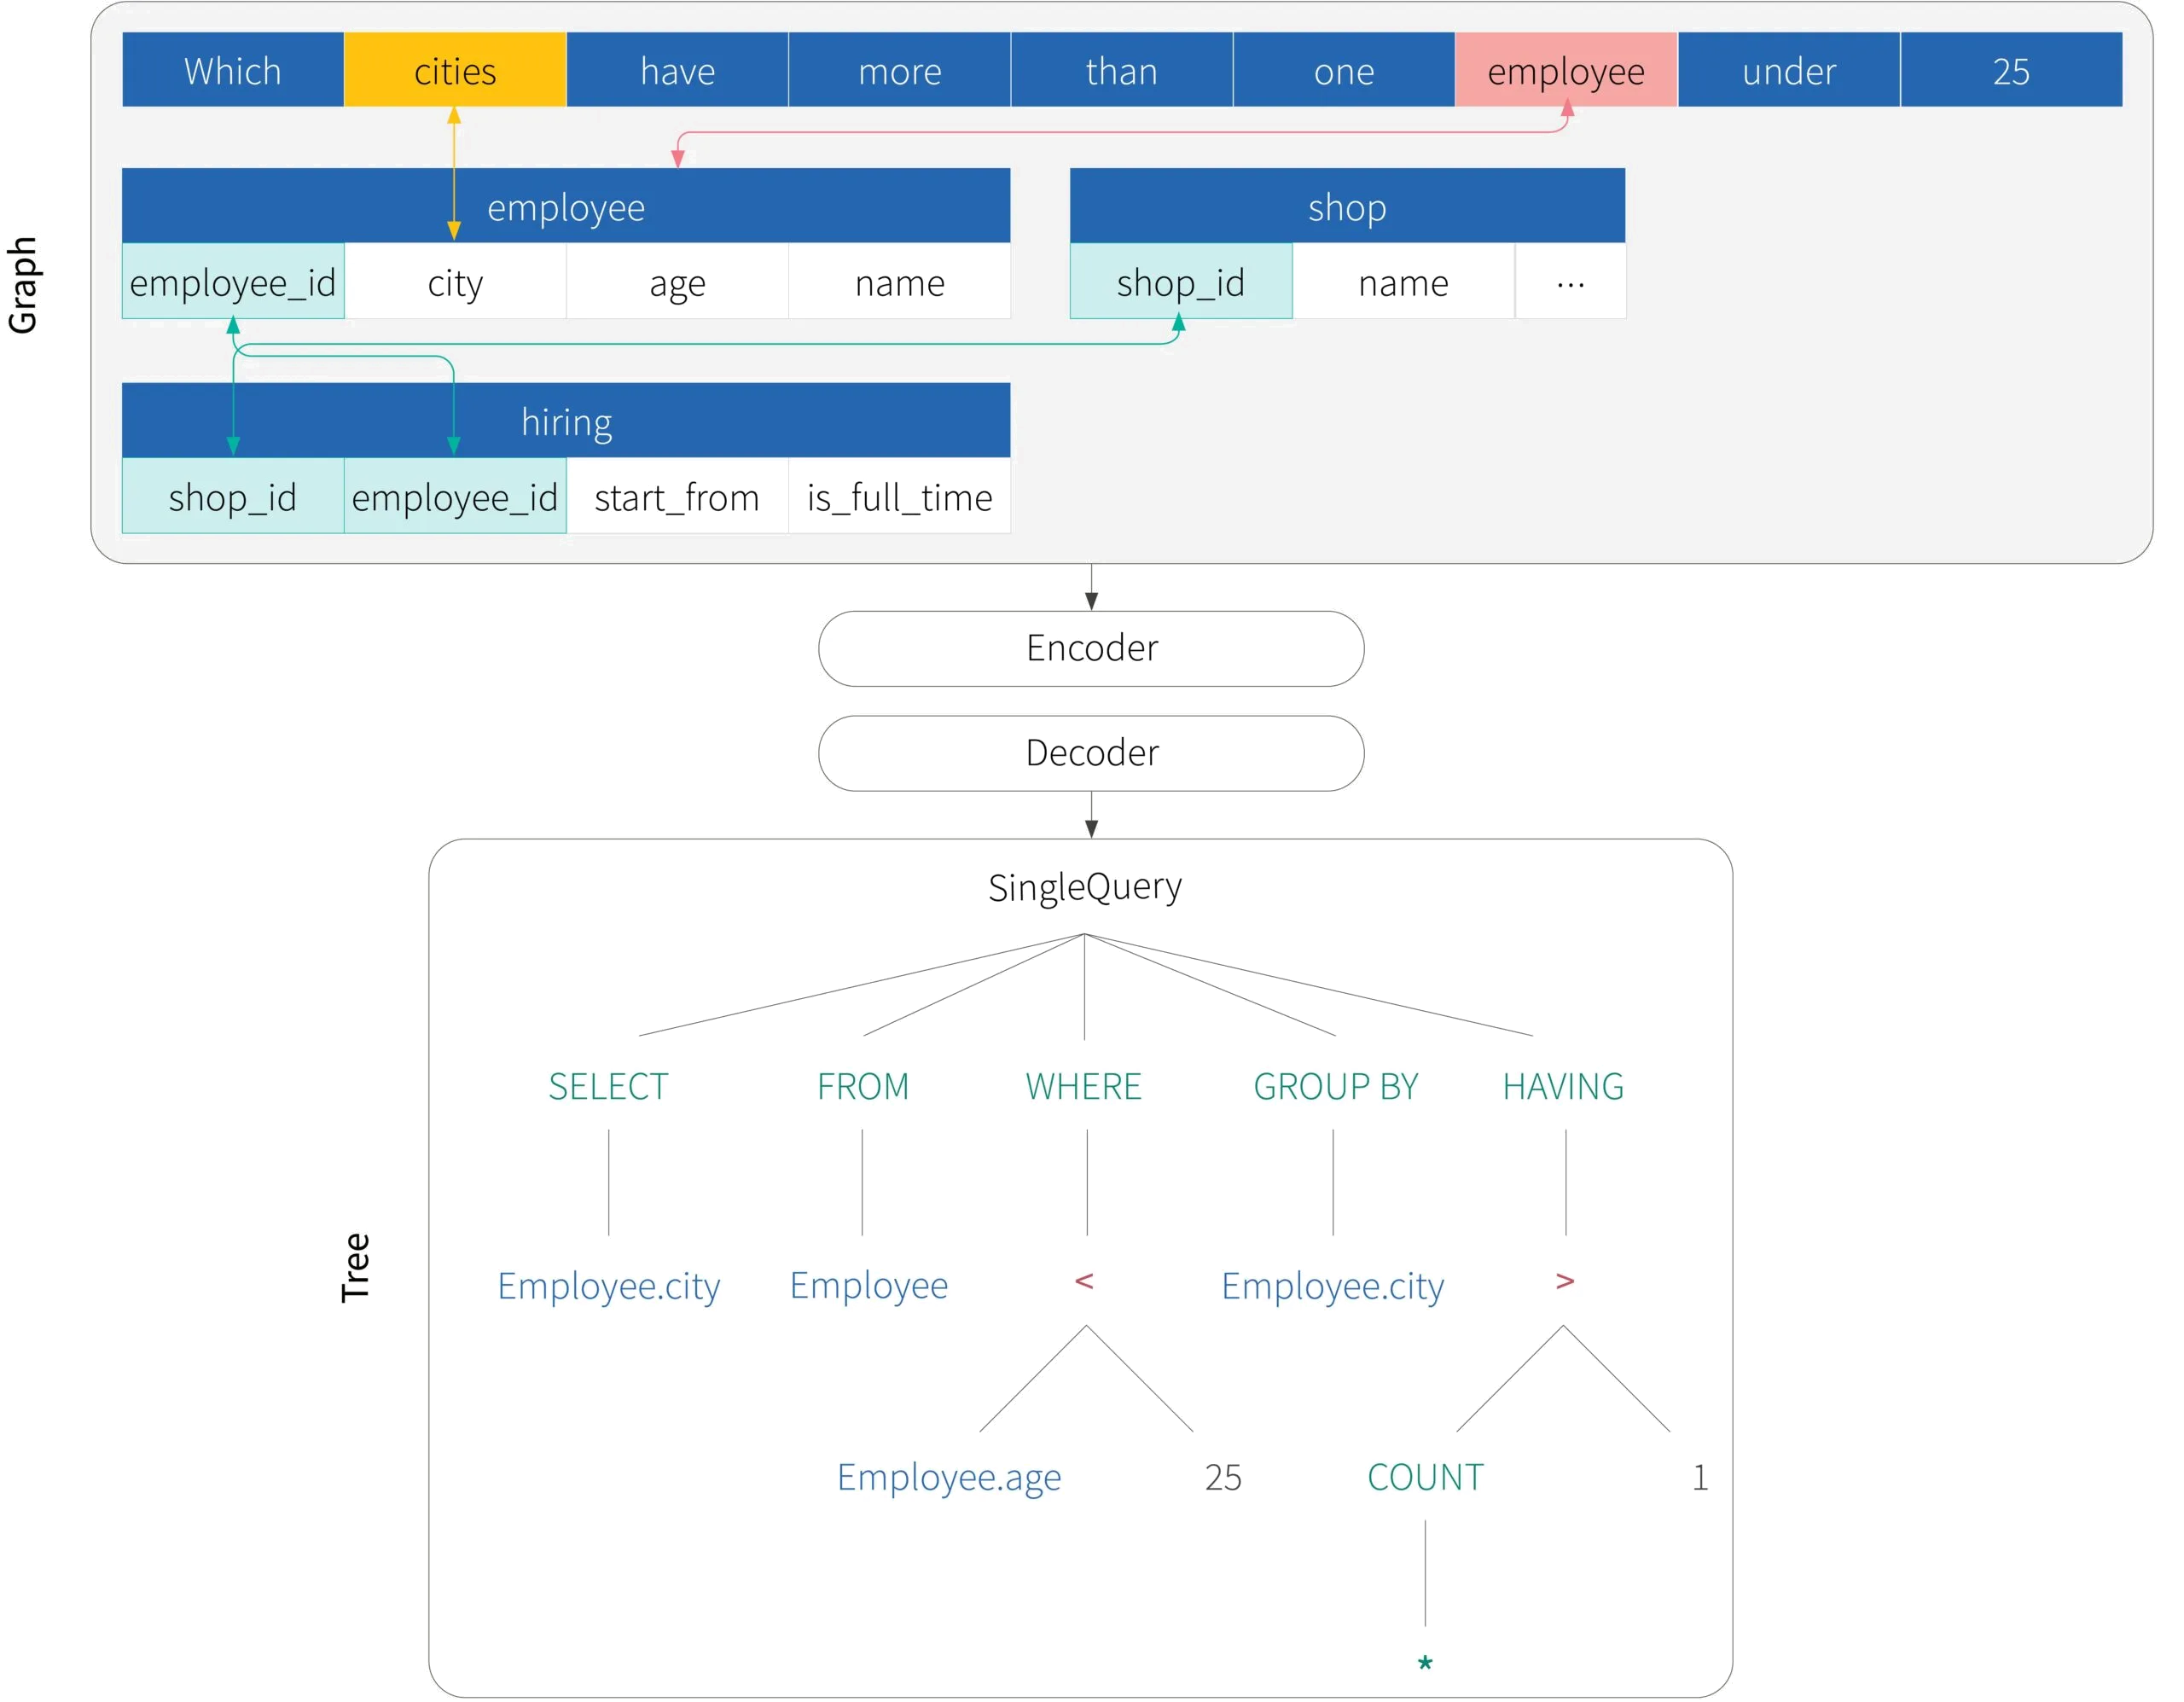 Graph
Which cities have more than one employee under 25
employee
employee_id city age name
shop
shop_id name ...
hiring
shop_id employee_id start_from is_full_time
Encoder
Decoder
Tree
SingleQuery
SELECT FROM WHERE GROUP BY HAVING
Employee.city Employee < Employee.city >
Employee.age 25 COUNT 1
*